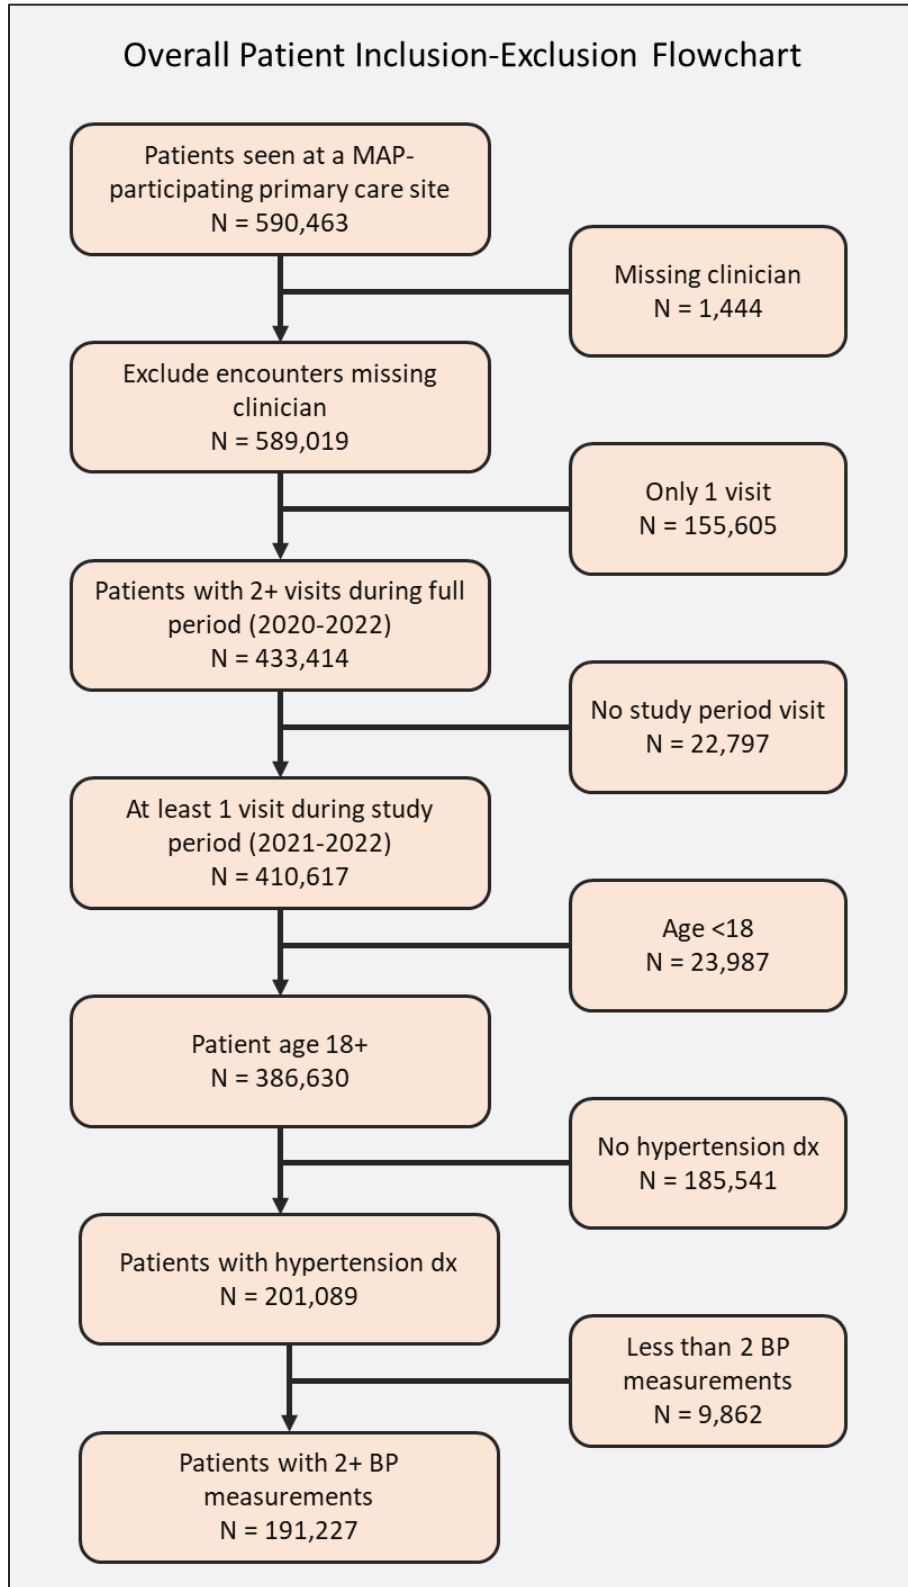 Overall Patient Inclusion-Exclusion Flowchart
Patients seen at a MAP-
participating primary care site
N = 590,463
Missing clinician
N = 1,444
Exclude encounters missing
clinician
N = 589,019
Only 1 visit
N = 155,605
Patients with 2+ visits during full
period (2020-2022)
N = 433,414
No study period visit
N = 22,797
At least 1 visit during study
period (2021-2022)
N = 410,617
Age <18
N = 23,987
Patient age 18+
N = 386,630
No hypertension dx
N = 185,541
Patients with hypertension dx
N = 201,089
Less than 2 BP
measurements
N = 9,862
Patients with 2+ BP
measurements
N = 191,227